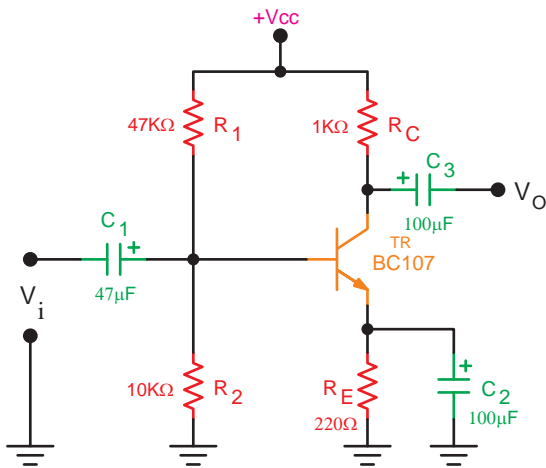 +Vcc
47KΩ R1
1KΩ RC
C3
+
100μF
VO
TR
BC107
C1
+
47μF
Vi
10KΩ R2
RE
220Ω
+
C2
100μF